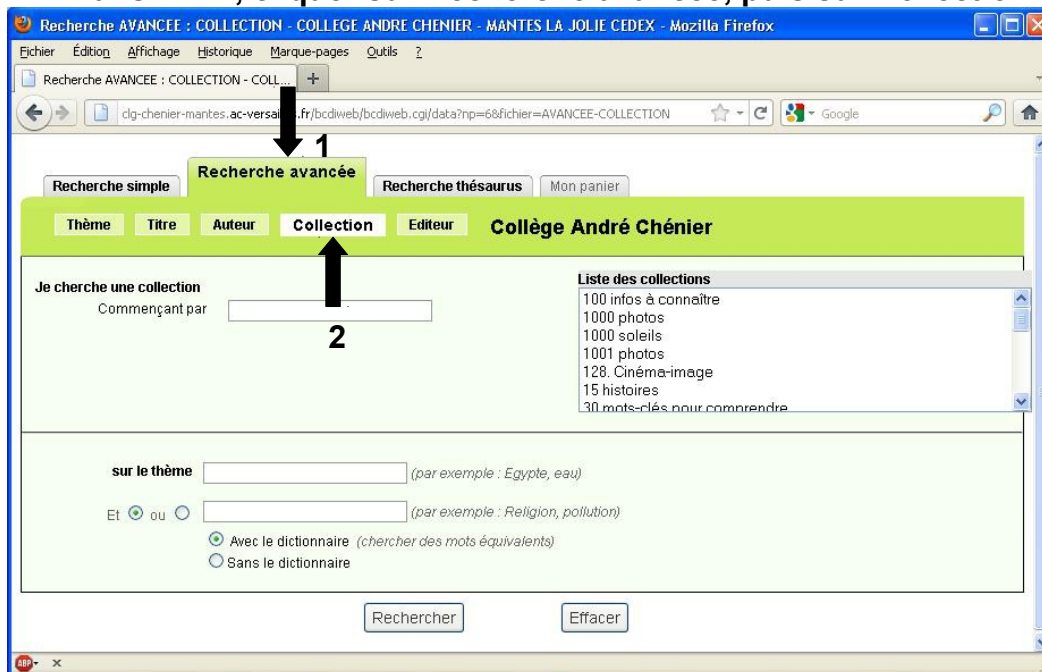 Recherche AVANCEE : COLLECTION - COLLEGE ANDRE CHENIER - MANTES LA JOLIE CEDEX - Mozilla Firefox
Fichier Édition Affichage Historique Marque-pages Outils ?
Recherche AVANCEE : COLLECTION - COLL... +
clg-chenier-mantes.ac-versailles.fr/bcdiweb/bcdiweb.cgi/data?np=6&fichier=AVANCEE-COLLECTION Google
1
Recherche simple Recherche avancée Recherche thésaurus Mon panier
Thème Titre Auteur Collection Editeur Collège André Chénier
Je cherche une collection
Commençant par
2
Liste des collections
100 infos à connaître
1000 photos
1000 soleils
1001 photos
128. Cinéma-image
15 histoires
30 mots-clés pour comprendre
sur le thème (par exemple : Egypte, eau)
Et ou (par exemple : Religion, pollution)
Avec le dictionnaire (chercher des mots équivalents)
Sans le dictionnaire
Rechercher Effacer
ABP